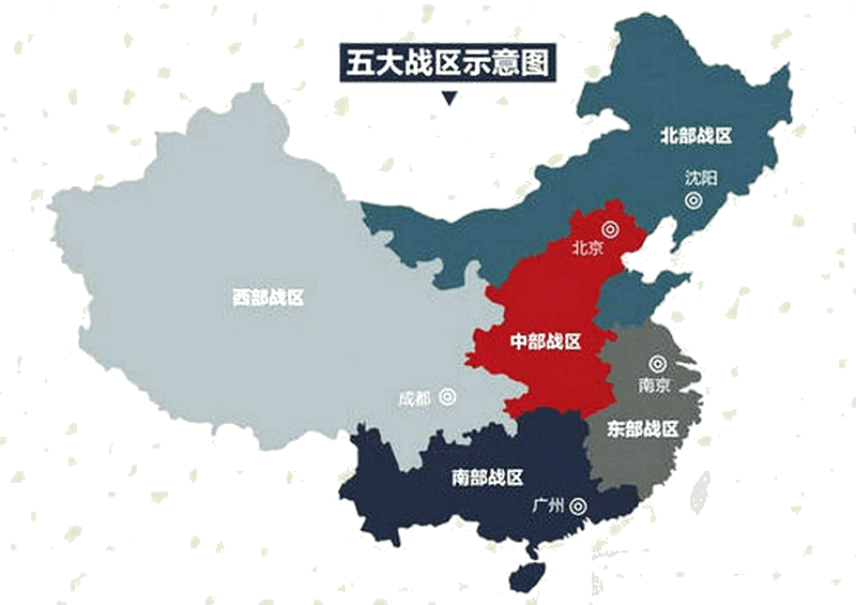 五大战区示意图
北部战区
沈阳
北京
西部战区
中部战区
南京
成都
东部战区
南部战区
广州